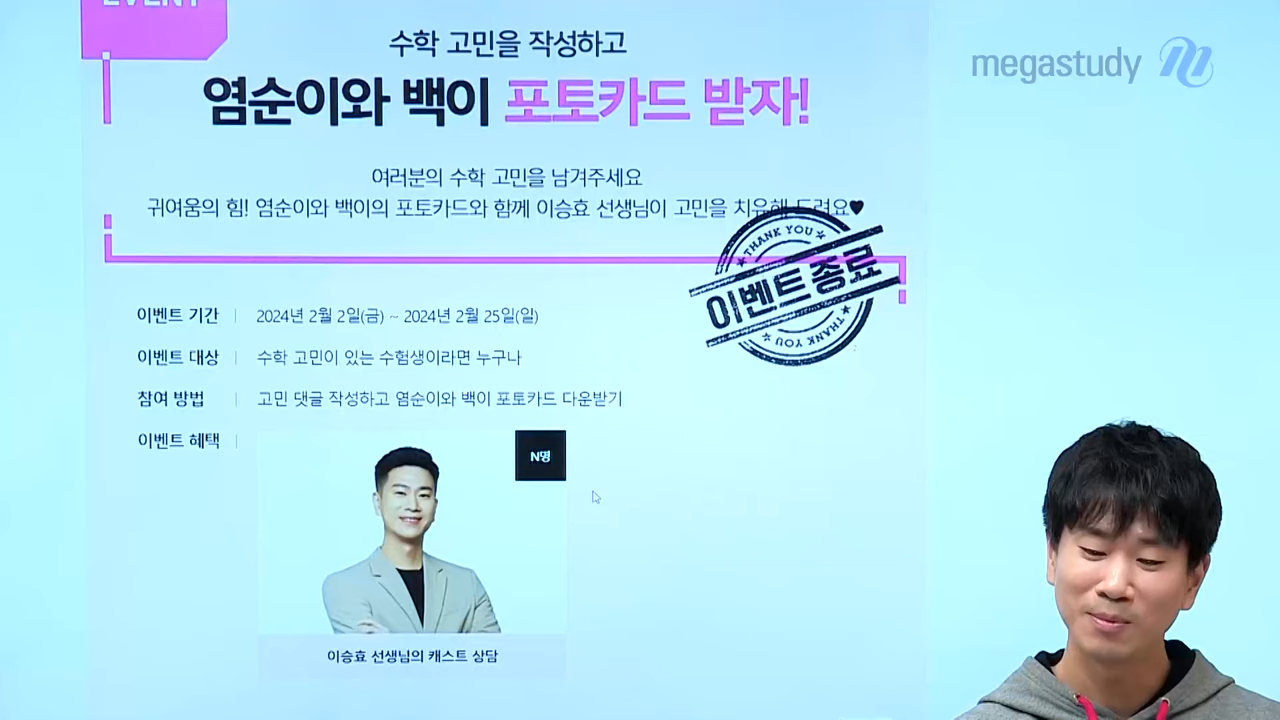 EVENT
수학 고민을 작성하고
megastudy
염순이와 백이 포토카드 받자!
여러분의 수학 고민을 남겨주세요
귀여움의 힘! 염순이와 백이의 포토카드와 함께 이승효 선생님이 고민을 치유해 드려요♥
THANK YOU
이벤트 종료
THANK YOU
이벤트 기간 2024년 2월 2일(금) ~ 2024년 2월 25일(일)
이벤트 대상 수학 고민이 있는 수험생이라면 누구나
참여 방법 고민 댓글 작성하고 염순이와 백이 포토카드 다운받기
이벤트 혜택
N명
이승효 선생님의 캐스트 상담